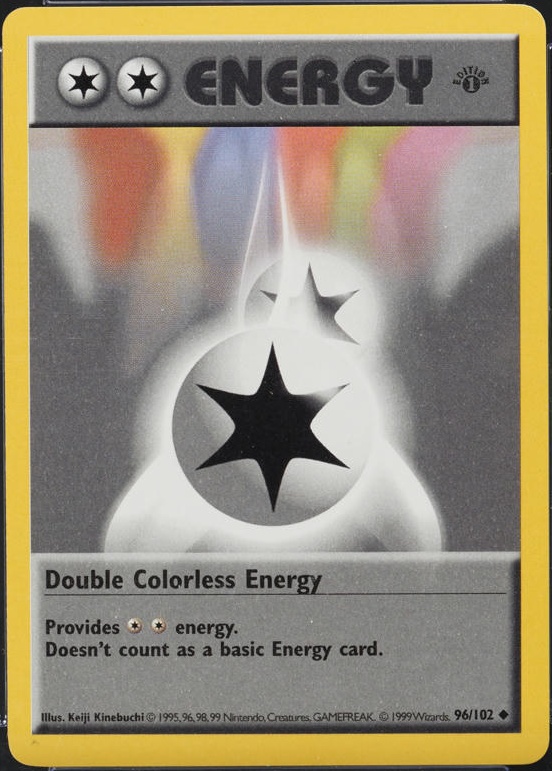 ENERGY
EDITION
1
Double Colorless Energy
Provides energy.
Doesn't count as a basic Energy card.
Illus. Keiji Kinebuchi © 1995, 96, 98, 99 Nintendo, Creatures, GAMEFREAK. © 1999 Wizards. 96/102